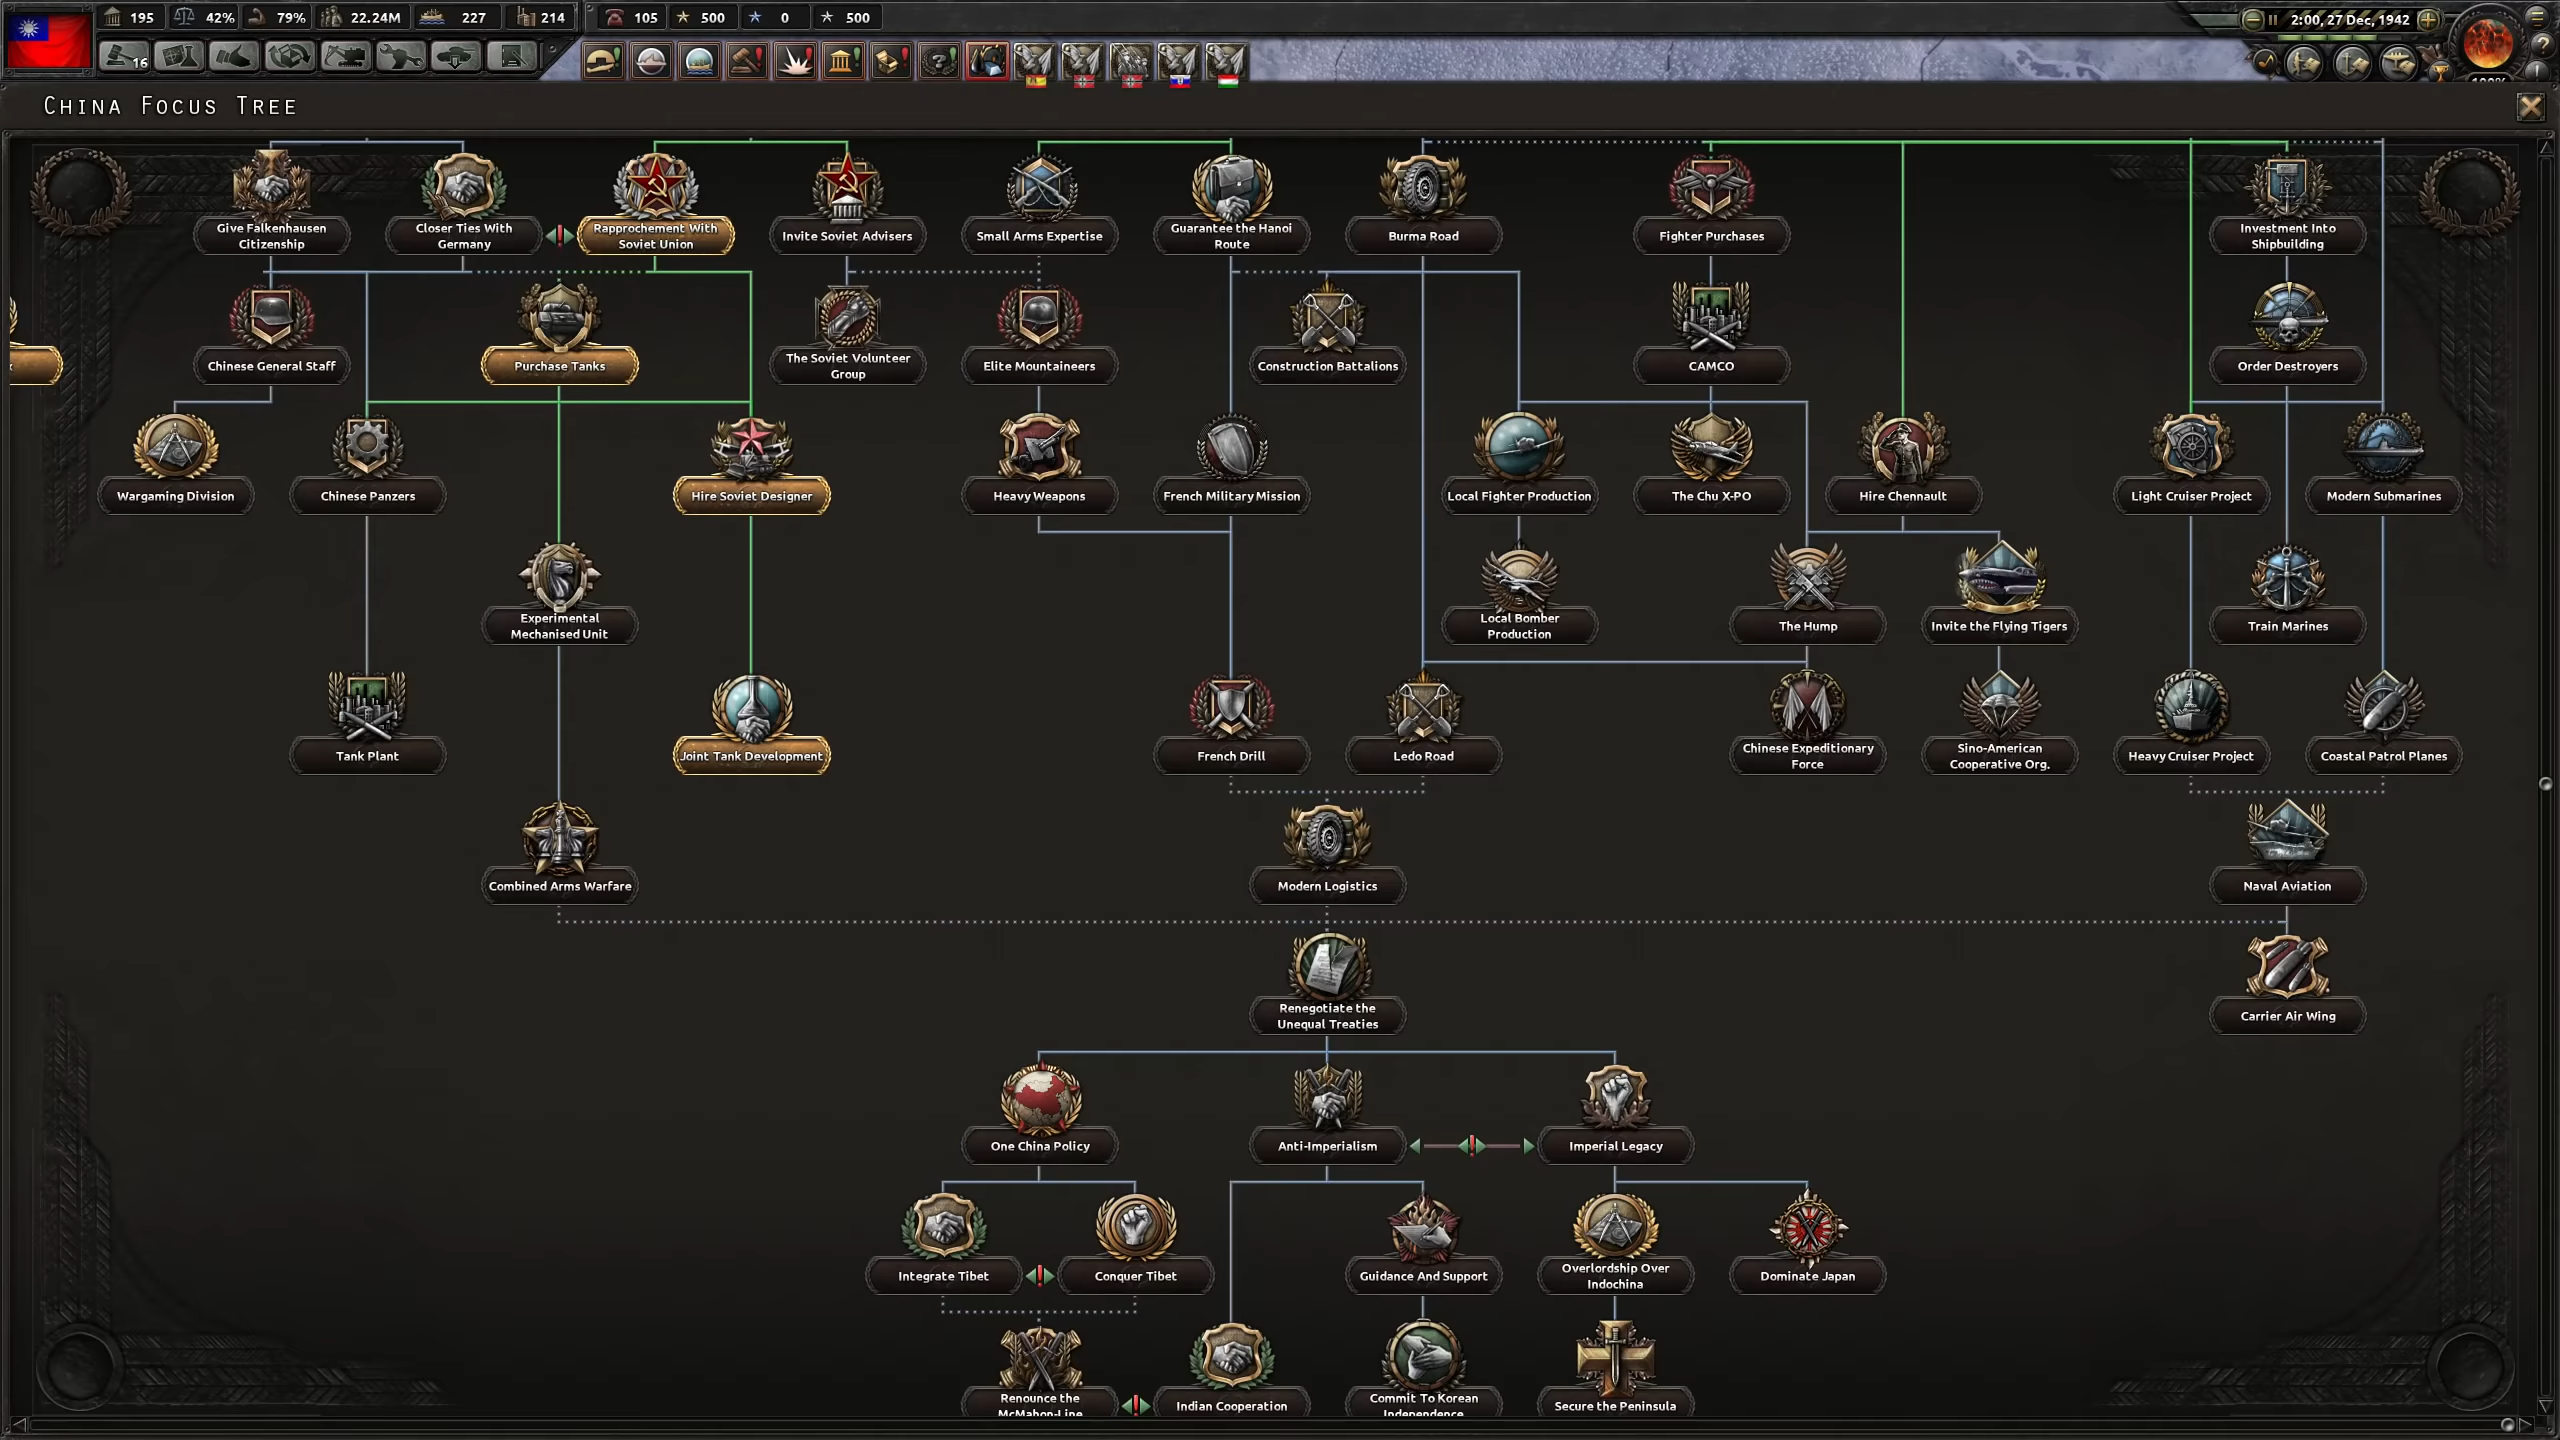 195
42%
79%
22.24M
227
214
105
500
0
500
2:00, 27 Dec, 1942
16
China Focus Tree
Give Falkenhausen
Citizenship
Closer Ties With
Germany
Rapprochement With
Soviet Union
Invite Soviet Advisers
Small Arms Expertise
Guarantee the Hanoi
Route
Burma Road
Fighter Purchases
Investment Into
Shipbuilding
Chinese General Staff
Purchase Tanks
The Soviet Volunteer
Group
Elite Mountaineers
Construction Battalions
CAMCO
Order Destroyers
Wargaming Division
Chinese Panzers
Hire Soviet Designer
Heavy Weapons
French Military Mission
Local Fighter Production
The Chu X-PO
Hire Chennault
Light Cruiser Project
Modern Submarines
Experimental
Mechanised Unit
Local Bomber
Production
The Hump
Invite the Flying Tigers
Train Marines
Tank Plant
Joint Tank Development
French Drill
Ledo Road
Chinese Expeditionary
Force
Sino-American
Cooperative Org.
Heavy Cruiser Project
Coastal Patrol Planes
Combined Arms Warfare
Modern Logistics
Naval Aviation
Renegotiate the
Unequal Treaties
Carrier Air Wing
One China Policy
Anti-Imperialism
Imperial Legacy
Integrate Tibet
Conquer Tibet
Guidance And Support
Overlordship Over
Indochina
Dominate Japan
Renounce the
McMahon-Line
Indian Cooperation
Commit To Korean
Independence
Secure the Peninsula